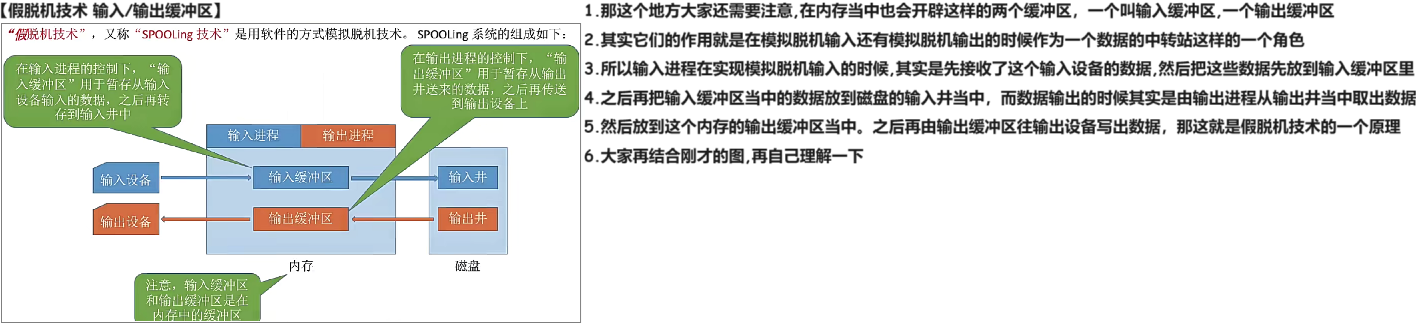 【假脱机技术 输入/输出缓冲区】
“假脱机技术”，又称“SPOOLing 技术”是用软件的方式模拟脱机技术。 SPOOLing 系统的组成如下：
在输入进程的控制下，“输
入缓冲区”用于暂存从输入
设备输入的数据，之后再转
存到输入井中
在输出进程的控制下，“输
出缓冲区”用于暂存从输出
井送来的数据，之后再传送
到输出设备上
输入进程
输出进程
输入设备
输入缓冲区
输入井
输出设备
输出缓冲区
输出井
内存
磁盘
注意，输入缓冲区
和输出缓冲区是在
内存中的缓冲区
1.那这个地方大家还需要注意,在内存当中也会开辟这样的两个缓冲区，一个叫输入缓冲区,一个输出缓冲区
2.其实它们的作用就是在模拟脱机输入还有模拟脱机输出的时候作为一个数据的中转站这样的一个角色
3.所以输入进程在实现模拟脱机输入的时候,其实是先接收了这个输入设备的数据,然后把这些数据先放到输入缓冲区里
4.之后再把输入缓冲区当中的数据放到磁盘的输入井当中，而数据输出的时候其实是由输出进程从输出井当中取出数据
5.然后放到这个内存的输出缓冲区当中。之后再由输出缓冲区往输出设备写出数据，那这就是假脱机技术的一个原理
6.大家再结合刚才的图,再自己理解一下